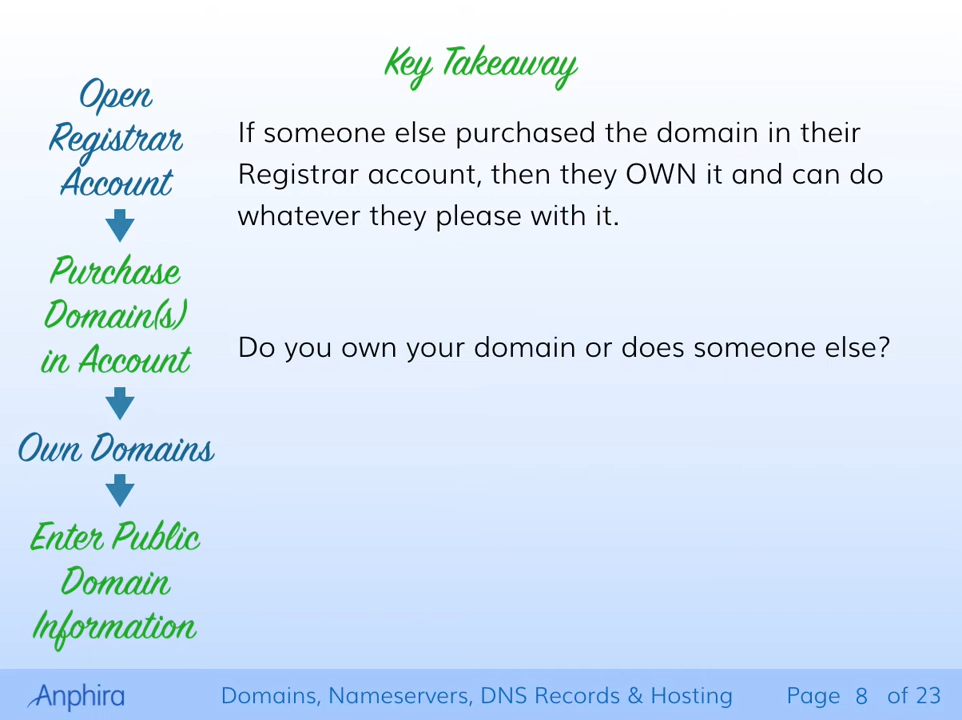 Key Takeaway
Open
Registrar
Account
Purchase
Domain(s)
in Account
Own Domains
Enter Public
Domain
Information
If someone else purchased the domain in their
Registrar account, then they OWN it and can do
whatever they please with it.
Do you own your domain or does someone else?
Anphira
Domains, Nameservers, DNS Records & Hosting
Page 8 of 23